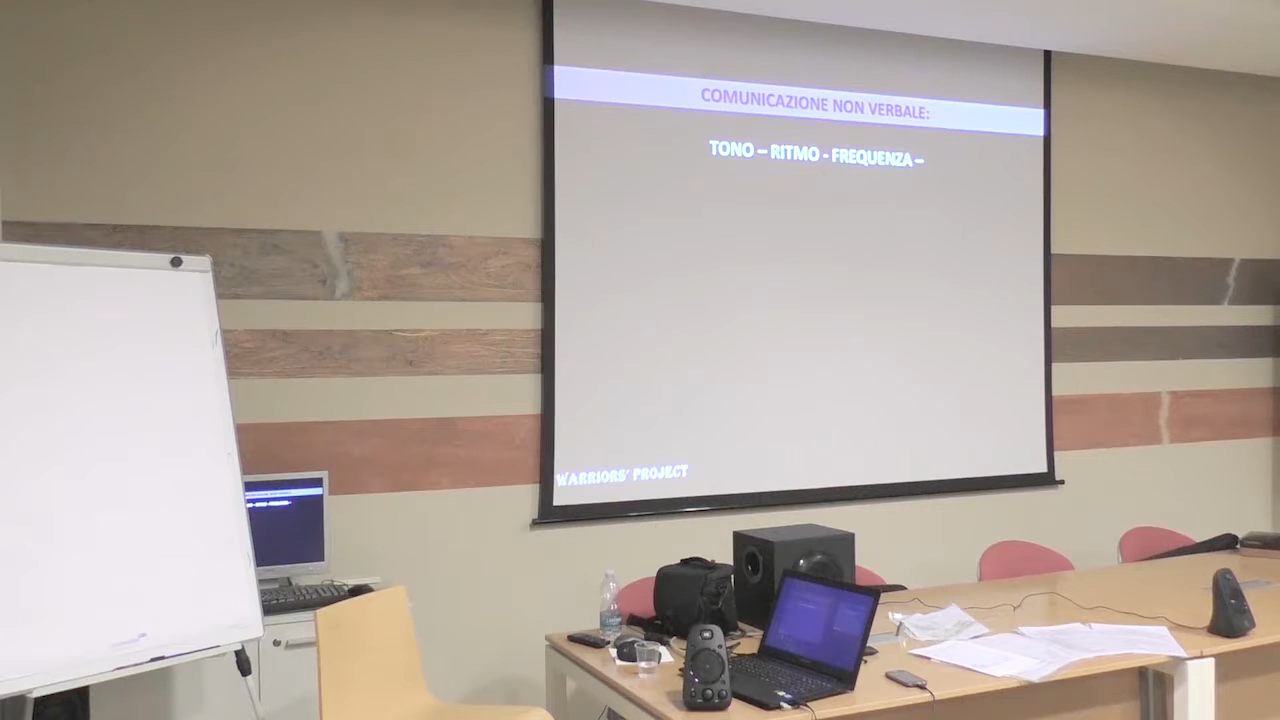 COMUNICAZIONE NON VERBALE:
TONO – RITMO - FREQUENZA –
WARRIORS' PROJECT